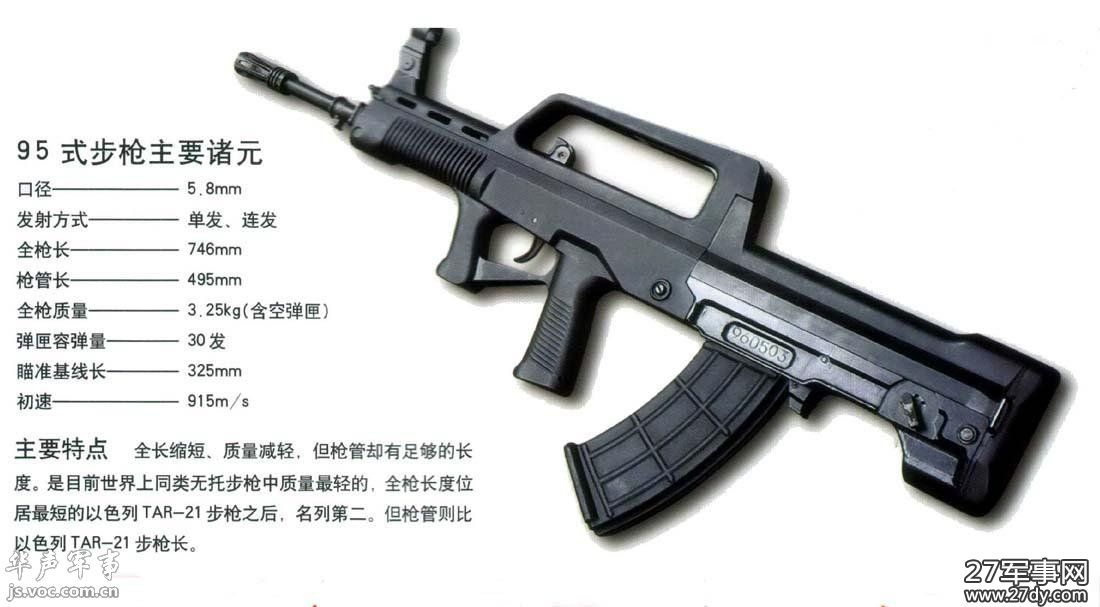 95 式步枪主要诸元
口径 — 5.8mm
发射方式 — 单发、连发
全枪长 — 746mm
枪管长 — 495mm
全枪质量 — 3.25kg(含空弹匣)
弹匣容弹量 — 30 发
瞄准基线长 — 325mm
初速 — 915m/s
主要特点 全长缩短、质量减轻，但枪管却有足够的长
度。是目前世界上同类无托步枪中质量最轻的，全枪长度位
居最短的以色列 TAR-21 步枪之后，名列第二。但枪管则比
以色列 TAR-21 步枪长。
960503
华声军事
js.voc.com.cn
27军事网
www.27dy.com